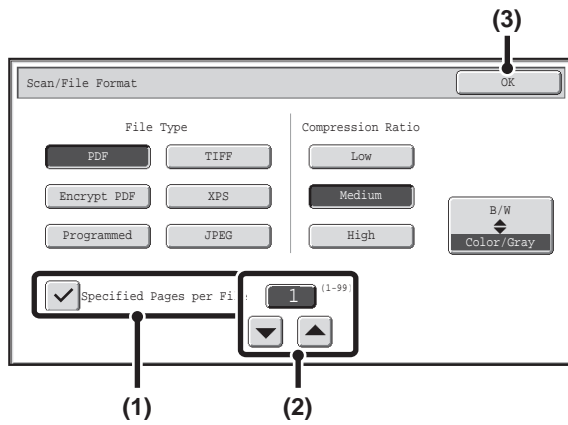 (3)
Scan/File Format OK
File Type Compression Ratio
PDF TIFF Low
Encrypt PDF XPS Medium
B/W
Programmed JPEG High Color/Gray
Specified Pages per Fil 1 (1-99)
(1) (2)